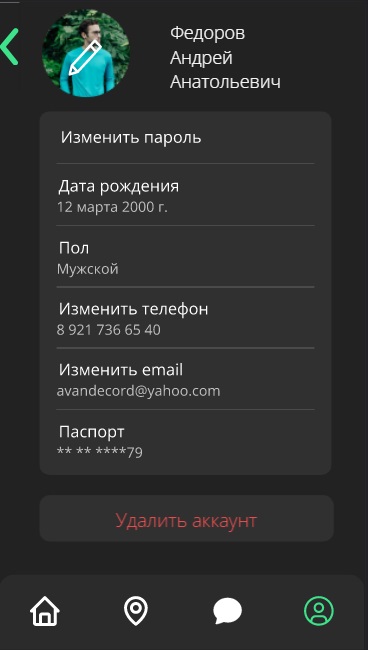 Федоров
Андрей
Анатольевич
Изменить пароль
Дата рождения
12 марта 2000 г.
Пол
Мужской
Изменить телефон
8 921 736 65 40
Изменить email
avandecord@yahoo.com
Паспорт
** ** ****79
Удалить аккаунт